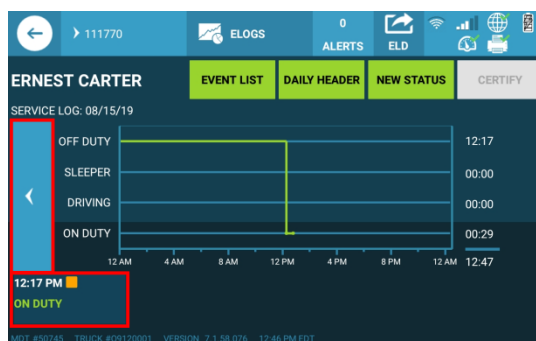 111770
ELOGS
0
ALERTS
ELD
ERNEST CARTER
EVENT LIST
DAILY HEADER
NEW STATUS
CERTIFY
SERVICE LOG: 08/15/19
OFF DUTY 12:17
SLEEPER 00:00
DRIVING 00:00
ON DUTY 00:29
12 AM 4 AM 8 AM 12 PM 4 PM 8 PM 12 AM 12:47
12:17 PM
ON DUTY
MDT #50745 TRUCK #09120001 VERSION 7.1.58.076 12:46 PM EDT